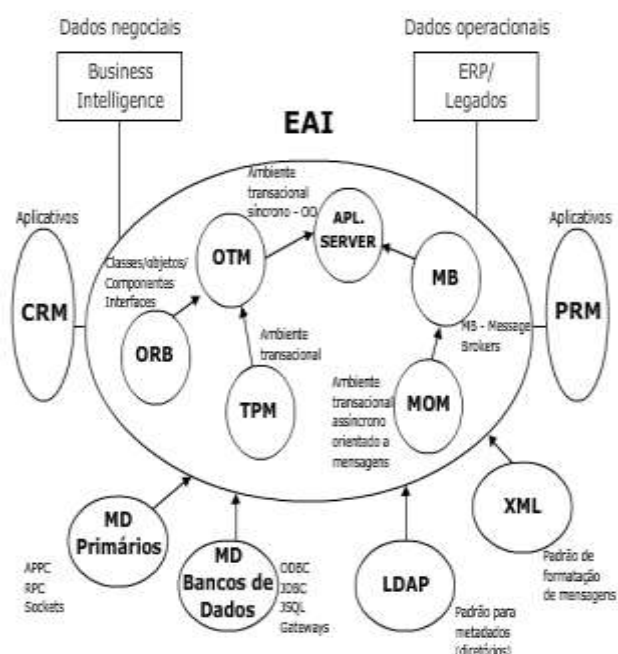 Dados negociais
Dados operacionais
Business
Intelligence
ERP/
Legados
EAI
Ambiente
transacional
síncrono - OO
Aplicativos
APL.
SERVER
Aplicativos
OTM
Classes/objetos/
Componentes
Interfaces
MB
CRM
PRM
MB - Message
Brokers
ORB
Ambiente
transacional
TPM
Ambiente
transacional
assíncrono
orientado a
mensagens
MOM
XML
MD
Primários
MD
Bancos de
Dados
APPC
RPC
Sockets
ODBC
JDBC
JSQL
Gateways
LDAP
Padrão de
formatação
de mensagens
Padrão para
metadados
(diretórios)